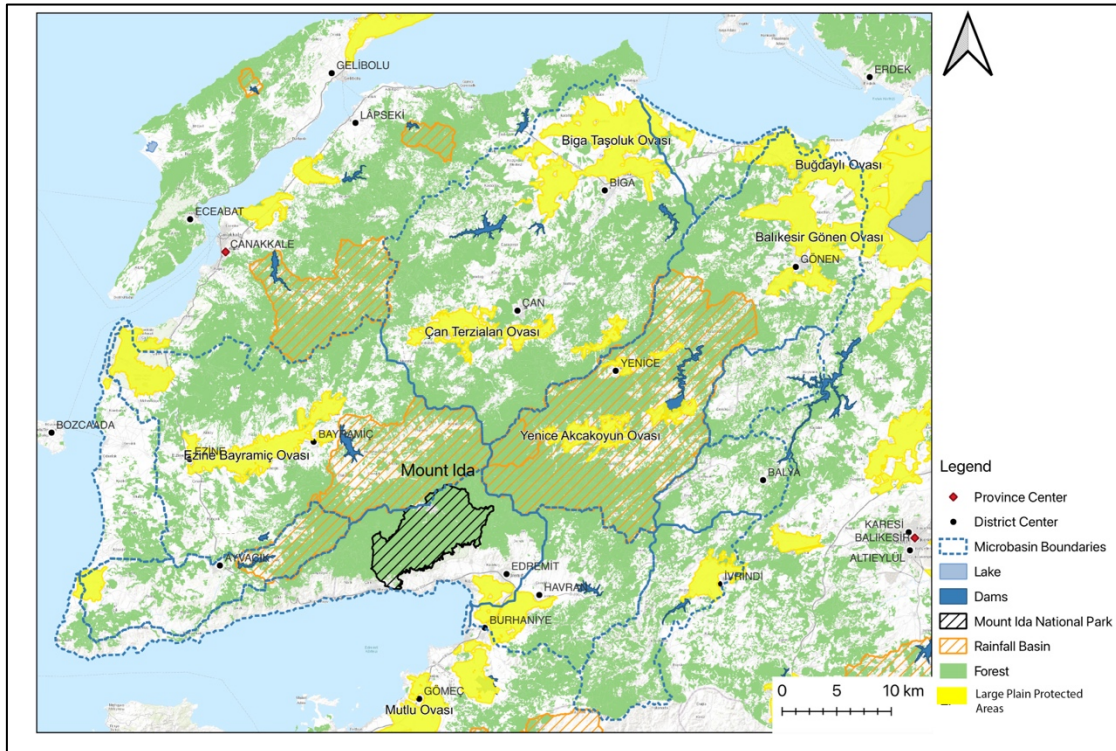 GELİBOLU
ERDEK
LAPSEKİ
Biga Taşoluk Ovası
Buğdaylı Ovası
BİGA
ECEABAT
Balıkesir Gönen Ovası
ÇANAKKALE
GÖNEN
ÇAN
Çan Terzialan Ovası
YENİCE
BOZCAADA
BAYRAMİÇ
Yenice Akcakoyun Ovası
EZİNE
Ezine Bayramiç Ovası
Mount Ida
BALYA
KARESİ
BALIKESİR
ALTIEYLÜL
AYVACIK
EDREMİT
İVRİNDİ
HAVRAN
BURHANİYE
GÖMEÇ
Mutlu Ovası
0 5 10 km
Legend
Province Center
District Center
Microbasin Boundaries
Lake
Dams
Mount Ida National Park
Rainfall Basin
Forest
Large Plain Protected
Areas